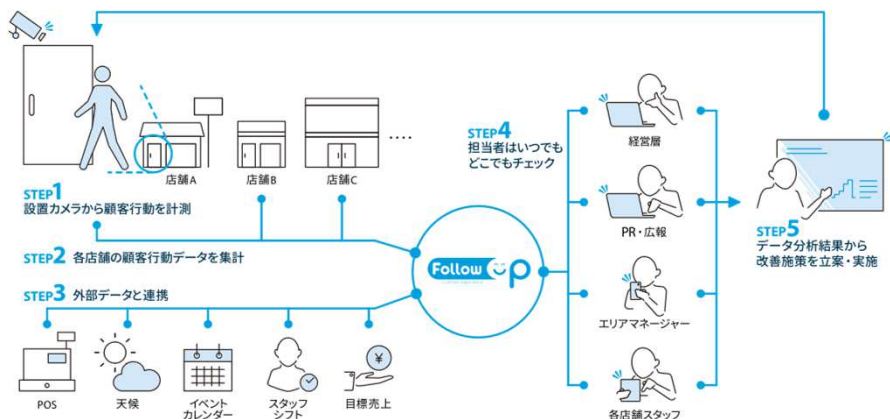 店舗A
店舗B
店舗C
....
STEP1
設置カメラから顧客行動を計測
STEP2 各店舗の顧客行動データを集計
STEP3 外部データと連携
POS
天候
イベント
カレンダー
スタッフ
シフト
¥
目標売上
Follow UP
STEP4
担当者はいつでも
どこでもチェック
経営層
PR・広報
エリアマネージャー
各店舗スタッフ
STEP5
データ分析結果から
改善施策を立案・実施